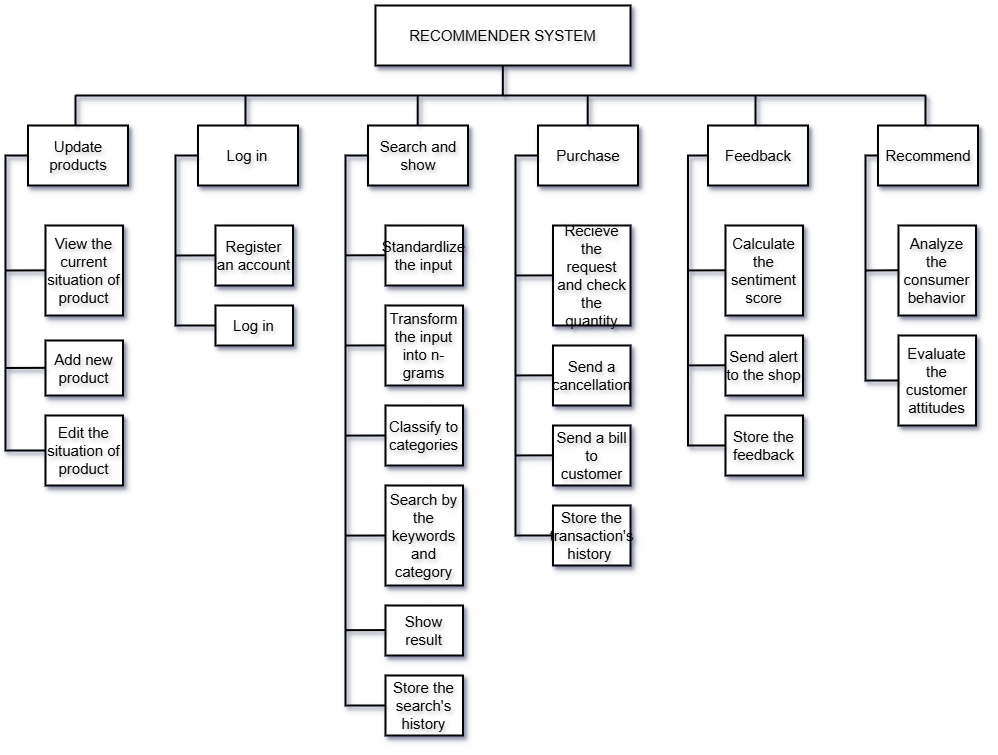 RECOMMENDER SYSTEM
Update
products
Log in
Search and
show
Purchase
Feedback
Recommend
View the
current
situation of
product
Add new
product
Edit the
situation of
product
Register
an account
Log in
Standardlize
the input
Transform
the input
into n-
grams
Classify to
categories
Search by
the
keywords
and
category
Show
result
Store the
search's
history
Recieve
the
request
and check
the
quantity
Send a
cancellation
Send a bill
to
customer
Store the
transaction's
history
Calculate
the
sentiment
score
Send alert
to the shop
Store the
feedback
Analyze
the
consumer
behavior
Evaluate
the
customer
attitudes